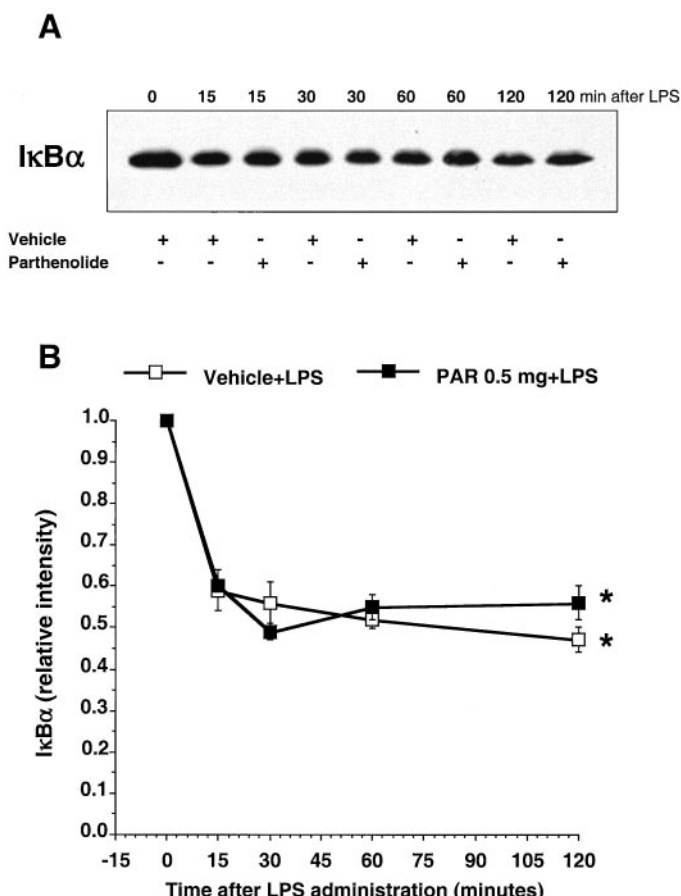 A
0 15 15 30 30 60 60 120 120 min after LPS
IκBα
Vehicle + + - + - + - + -
Parthenolide - - + - + - + - +
B
Vehicle+LPS PAR 0.5 mg+LPS
1.0
0.9
0.8
0.7
0.6
0.5
0.4
0.3
0.2
0.1
0.0
IκBα (relative intensity)
*
*
-15 0 15 30 45 60 75 90 105 120
Time after LPS administration (minutes)